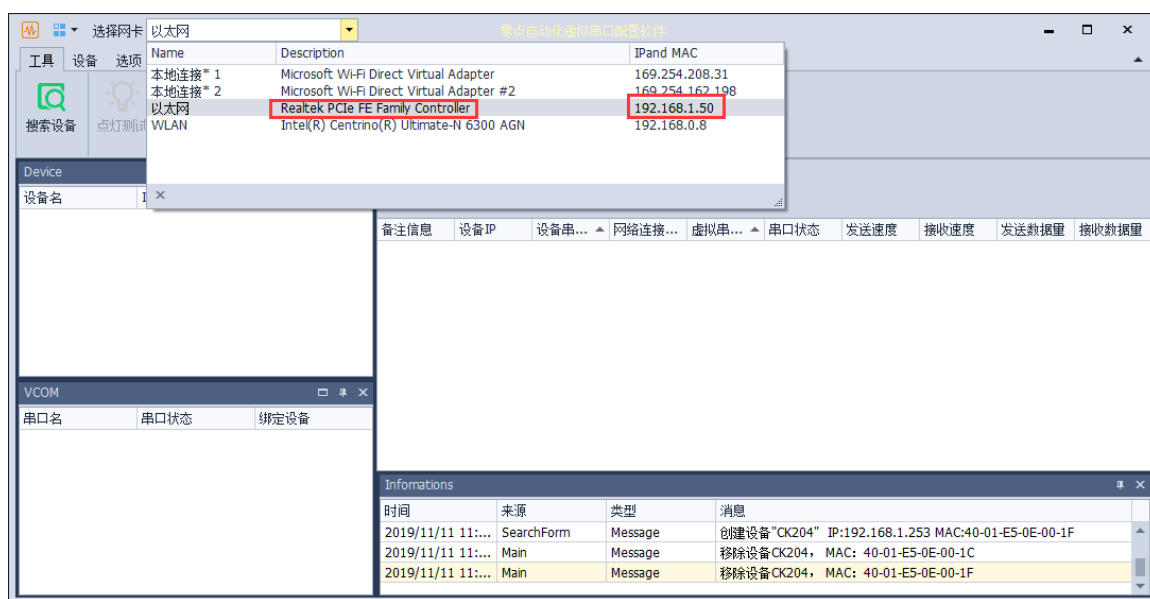 选择网卡 以太网 零点自动化虚拟串口配置软件
工具 设备 选项
Name Description IPand MAC
本地连接* 1 Microsoft Wi-Fi Direct Virtual Adapter 169.254.208.31
本地连接* 2 Microsoft Wi-Fi Direct Virtual Adapter #2 169.254.162.198
以太网 Realtek PCIe FE Family Controller 192.168.1.50
WLAN Intel(R) Centrino(R) Ultimate-N 6300 AGN 192.168.0.8
搜索设备 点灯测试
Device
设备名 I
备注信息 设备IP 设备串... 网络连接... 虚拟串... 串口状态 发送速度 接收速度 发送数据量 接收数据量
VCOM
串口名 串口状态 绑定设备
Infomations
时间 来源 类型 消息
2019/11/11 11:... SearchForm Message 创建设备"CK204" IP:192.168.1.253 MAC:40-01-E5-0E-00-1F
2019/11/11 11:... Main Message 移除设备CK204, MAC: 40-01-E5-0E-00-1C
2019/11/11 11:... Main Message 移除设备CK204, MAC: 40-01-E5-0E-00-1F